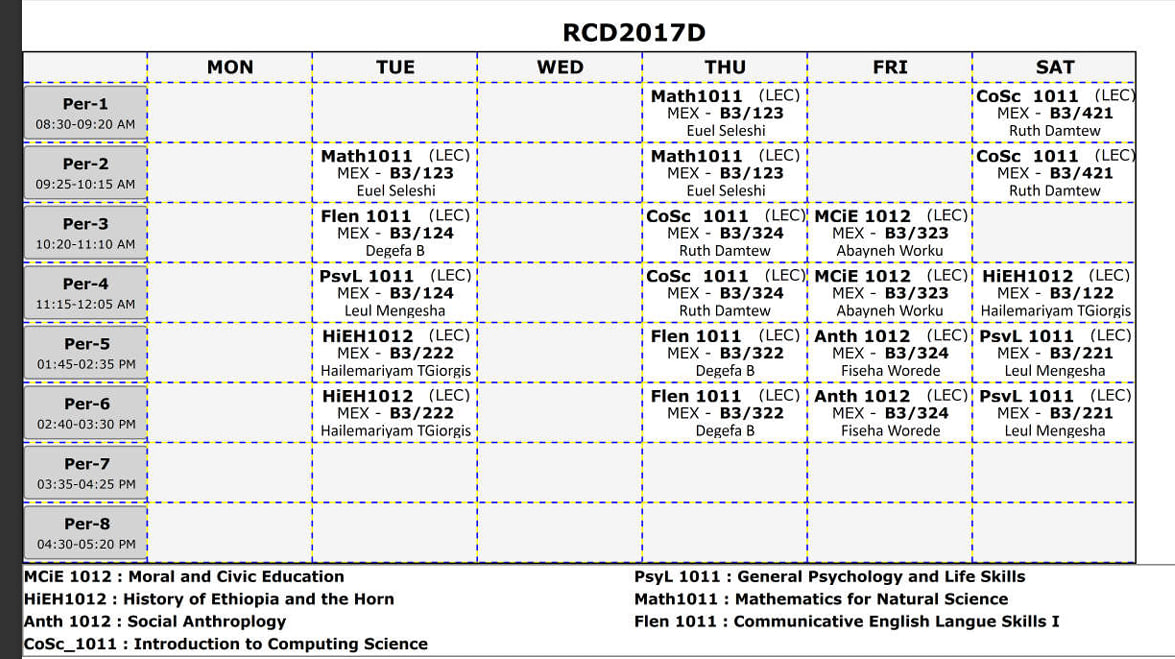 RCD2017D
MON TUE WED THU FRI SAT
Per-1
08:30-09:20 AM
Math1011 (LEC)
MEX - B3/123
Euel Seleshi
CoSc 1011 (LEC)
MEX - B3/421
Ruth Damtew
Per-2
09:25-10:15 AM
Math1011 (LEC)
MEX - B3/123
Euel Seleshi
Math1011 (LEC)
MEX - B3/123
Euel Seleshi
CoSc 1011 (LEC)
MEX - B3/421
Ruth Damtew
Per-3
10:20-11:10 AM
Flen 1011 (LEC)
MEX - B3/124
Degefa B
CoSc 1011 (LEC)
MEX - B3/324
Ruth Damtew
MCiE 1012 (LEC)
MEX - B3/323
Abayneh Worku
Per-4
11:15-12:05 AM
PsvL 1011 (LEC)
MEX - B3/124
Leul Mengesha
CoSc 1011 (LEC)
MEX - B3/324
Ruth Damtew
MCiE 1012 (LEC)
MEX - B3/323
Abayneh Worku
HiEH1012 (LEC)
MEX - B3/122
Hailemariyam TGiorgis
Per-5
01:45-02:35 PM
HiEH1012 (LEC)
MEX - B3/222
Hailemariyam TGiorgis
Flen 1011 (LEC)
MEX - B3/322
Degefa B
Anth 1012 (LEC)
MEX - B3/324
Fiseha Worede
PsvL 1011 (LEC)
MEX - B3/221
Leul Mengesha
Per-6
02:40-03:30 PM
HiEH1012 (LEC)
MEX - B3/222
Hailemariyam TGiorgis
Flen 1011 (LEC)
MEX - B3/322
Degefa B
Anth 1012 (LEC)
MEX - B3/324
Fiseha Worede
PsvL 1011 (LEC)
MEX - B3/221
Leul Mengesha
Per-7
03:35-04:25 PM
Per-8
04:30-05:20 PM
MCiE 1012 : Moral and Civic Education
PsyL 1011 : General Psychology and Life Skills
HiEH1012 : History of Ethiopia and the Horn
Math1011 : Mathematics for Natural Science
Anth 1012 : Social Anthroplogy
Flen 1011 : Communicative English Langue Skills I
CoSc_1011 : Introduction to Computing Science